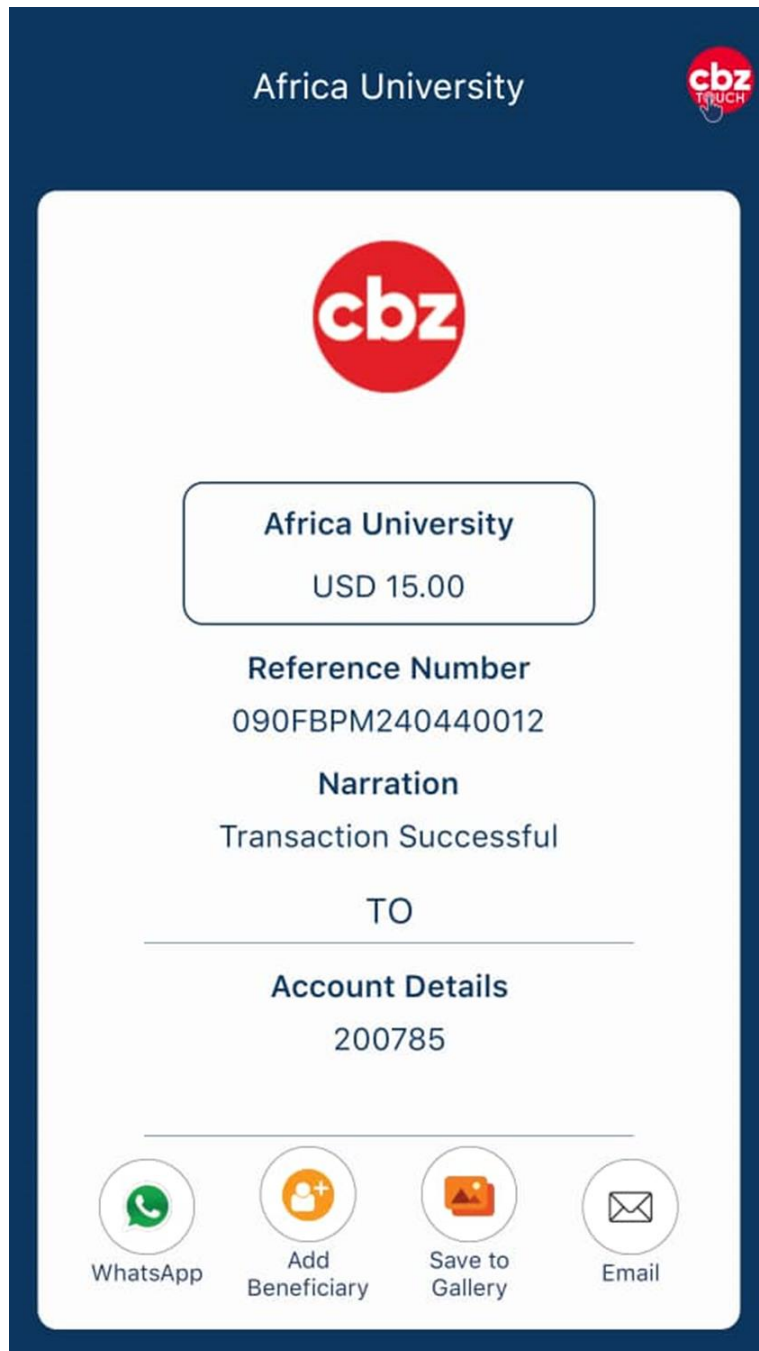 Africa University
cbz
TOUCH
cbz
Africa University
USD 15.00
Reference Number
090FBPM240440012
Narration
Transaction Successful
TO
Account Details
200785
WhatsApp
Add
Beneficiary
Save to
Gallery
Email